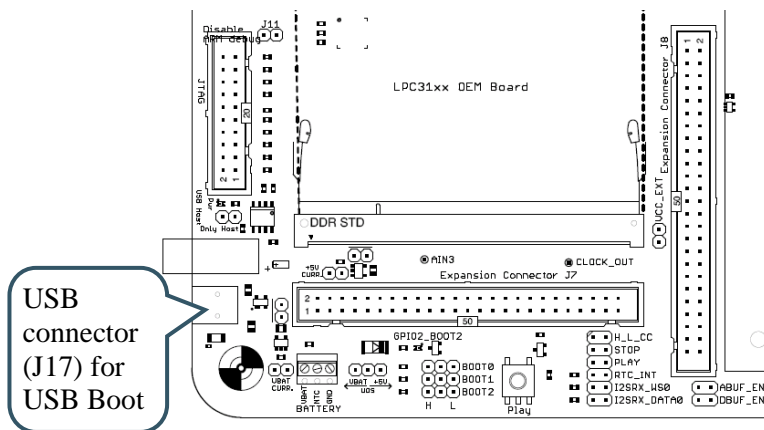 Disable
ARM debug
J11
JTAG
20
2 1
LPC31xx OEM Board
Expansion Connector J8
1 2
50
VCC_EXT
USB Host
Pwr
Only Host
DDR STD
+5V
CURR.
AIN3
CLOCK_OUT
Expansion Connector J7
2
1
50
USB
connector
(J17) for
USB Boot
GPIO2_BOOT2
VBAT
CURR.
VBAT
NTC
GND
BATTERY
VBAT +5V
UOS
BOOT0
BOOT1
BOOT2
H L
Play
H_L_CC
STOP
PLAY
RTC_INT
I2SRX_WS0
I2SRX_DATA0
ABUF_EN
DBUF_EN